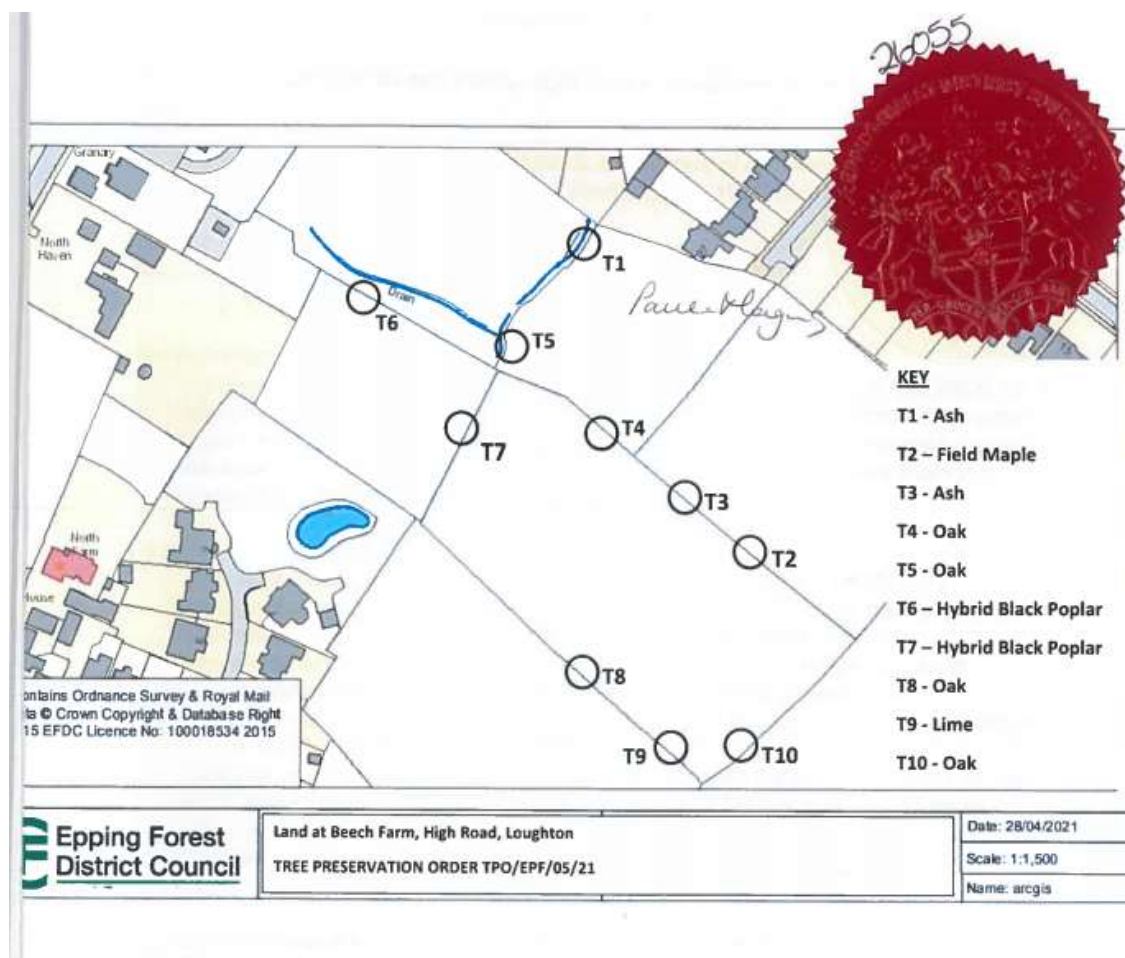 26055
Granary
North
Haven
Drain
T1
T6
T5
T4
T7
T3
T2
T8
T9
T10
North
House
KEY
T1 - Ash
T2 – Field Maple
T3 - Ash
T4 - Oak
T5 - Oak
T6 – Hybrid Black Poplar
T7 – Hybrid Black Poplar
T8 - Oak
T9 - Lime
T10 - Oak
ontains Ordnance Survey & Royal Mail
ta © Crown Copyright & Database Right
15 EFDC Licence No: 100018534 2015
Epping Forest
District Council
Land at Beech Farm, High Road, Loughton
TREE PRESERVATION ORDER TPO/EPF/05/21
Date: 28/04/2021
Scale: 1:1,500
Name: arcgis